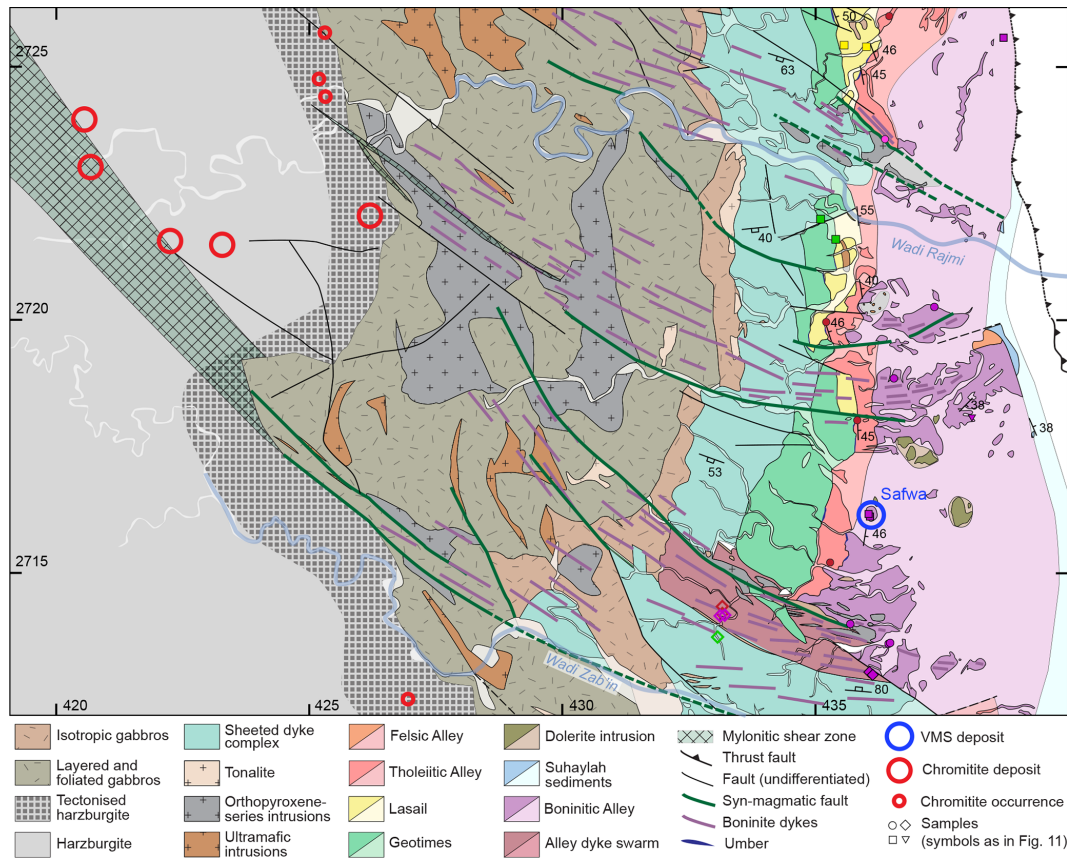 2725
2720
2715
420
425
430
435
50
46
45
63
55
40
40
46
38
38
45
53
46
80
Wadi Rajmi
Safwa
Wadi Zab'in
Isotropic gabbros
Layered and
foliated gabbros
Tectonised
harzburgite
Harzburgite
Sheeted dyke
complex
Tonalite
Orthopyroxene-
series intrusions
Ultramafic
intrusions
Felsic Alley
Tholeiitic Alley
Lasail
Geotimes
Dolerite intrusion
Suhaylah
sediments
Boninitic Alley
Alley dyke swarm
Mylonitic shear zone
Thrust fault
Fault (undifferentiated)
Syn-magmatic fault
Boninite dykes
Umber
VMS deposit
Chromitite deposit
Chromitite occurrence
Samples
(symbols as in Fig. 11)